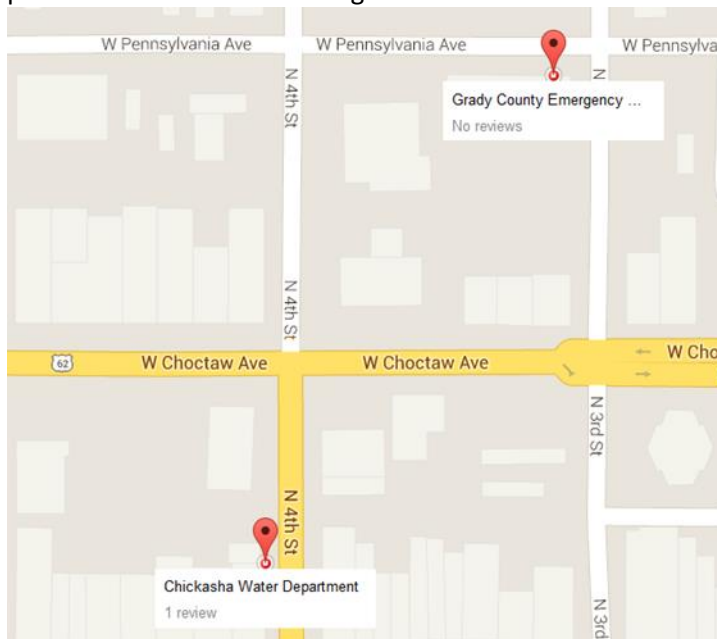 W Pennsylvania Ave
W Pennsylvania Ave
W Pennsylva
N 4th St
N
Grady County Emergency ...
No reviews
N 4th St
62
W Choctaw Ave
W Choctaw Ave
W Cho
N 3rd St
N 4th St
Chickasha Water Department
1 review
N 3rd